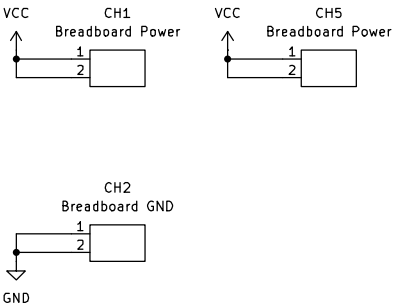 VCC
CH1
Breadboard Power
1
2
VCC
CH5
Breadboard Power
1
2
CH2
Breadboard GND
1
2
GND